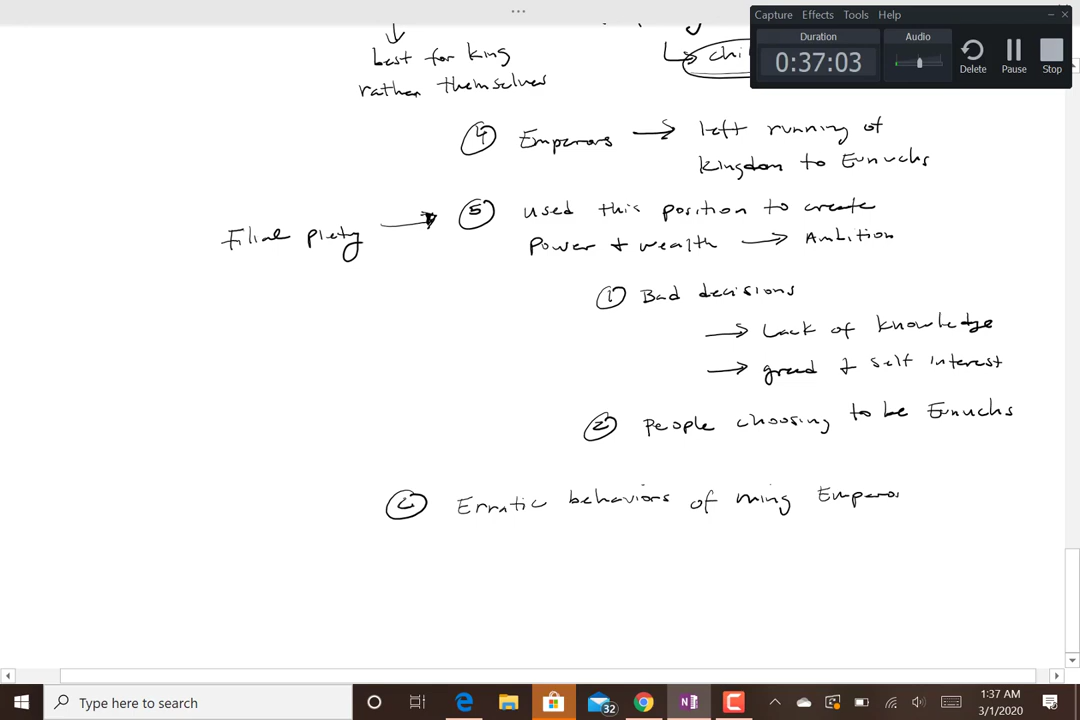 Capture Effects Tools Help
Duration
0:37:03
Audio
Delete Pause Stop
best for king
rather themselves
↳ chil
④ Emperors → left running of
kingdom to Eunuchs
Filial piety → ⑤ used this position to create
Power + wealth → Ambition
① Bad decisions
→ Lack of knowledge
→ greed + self interest
② People choosing to be Eunuchs
Erratic behaviors of ming Emperor
Type here to search
32
1:37 AM
3/1/2020